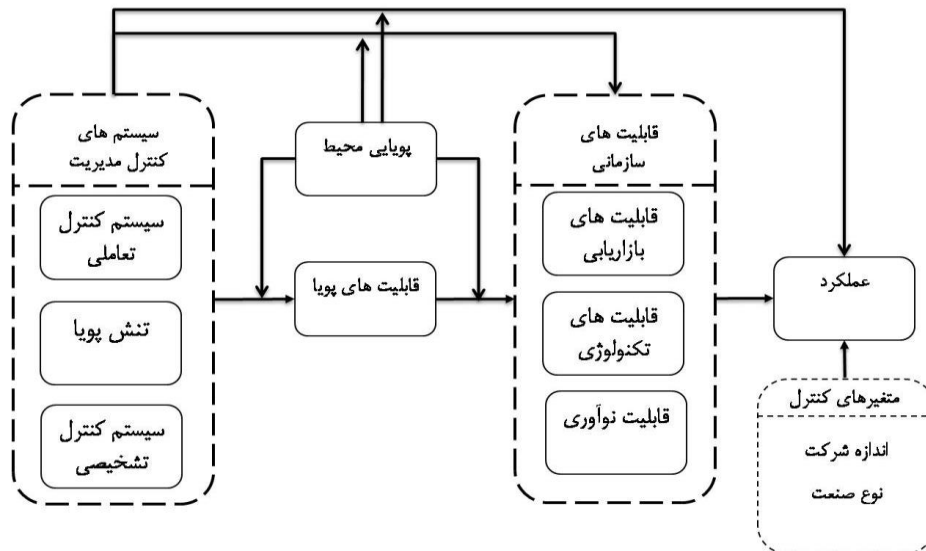 سیستم های
کنترل مدیریت
سیستم کنترل
تعاملی
تنش پویا
سیستم کنترل
تشخیصی
پویایی محیط
قابلیت های پویا
قابلیت های
سازمانی
قابلیت های
بازاریابی
قابلیت های
تکنولوژی
قابلیت نوآوری
عملکرد
متغیرهای کنترل
اندازه شرکت
نوع صنعت